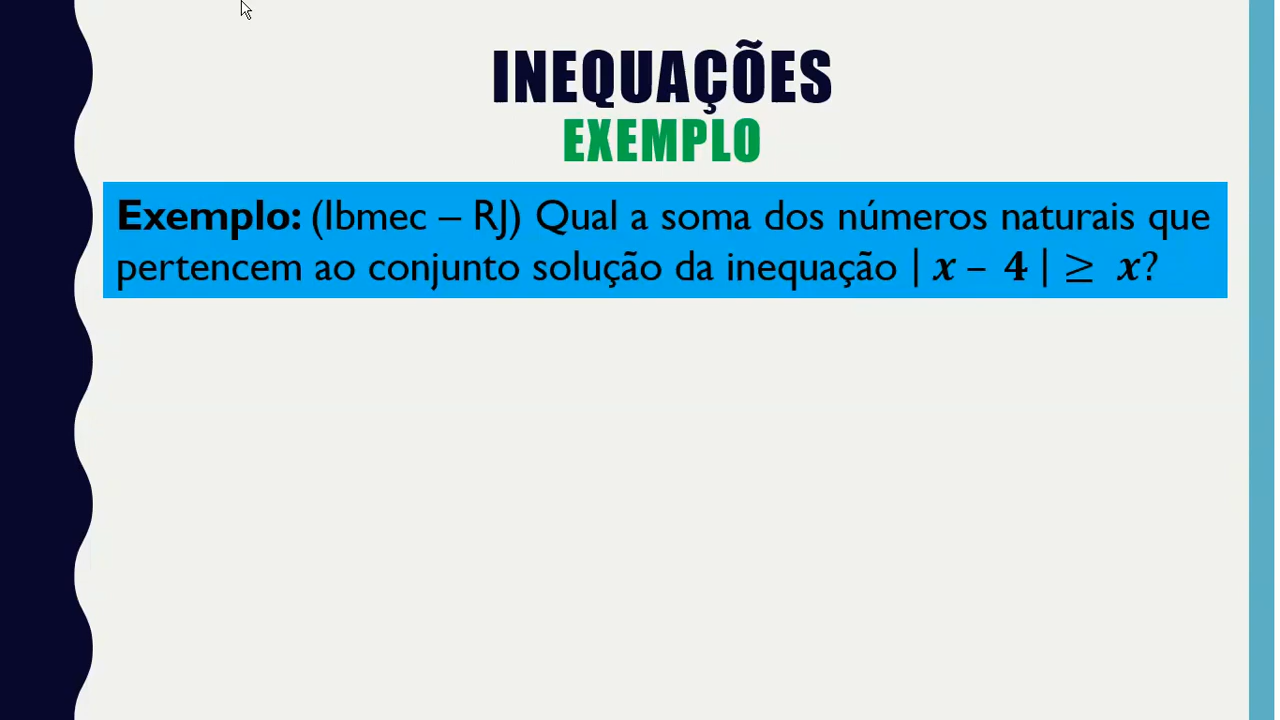 INEQUAÇÕES
EXEMPLO
Exemplo: (Ibmec – RJ) Qual a soma dos números naturais que
pertencem ao conjunto solução da inequação | x – 4 | ≥ x?